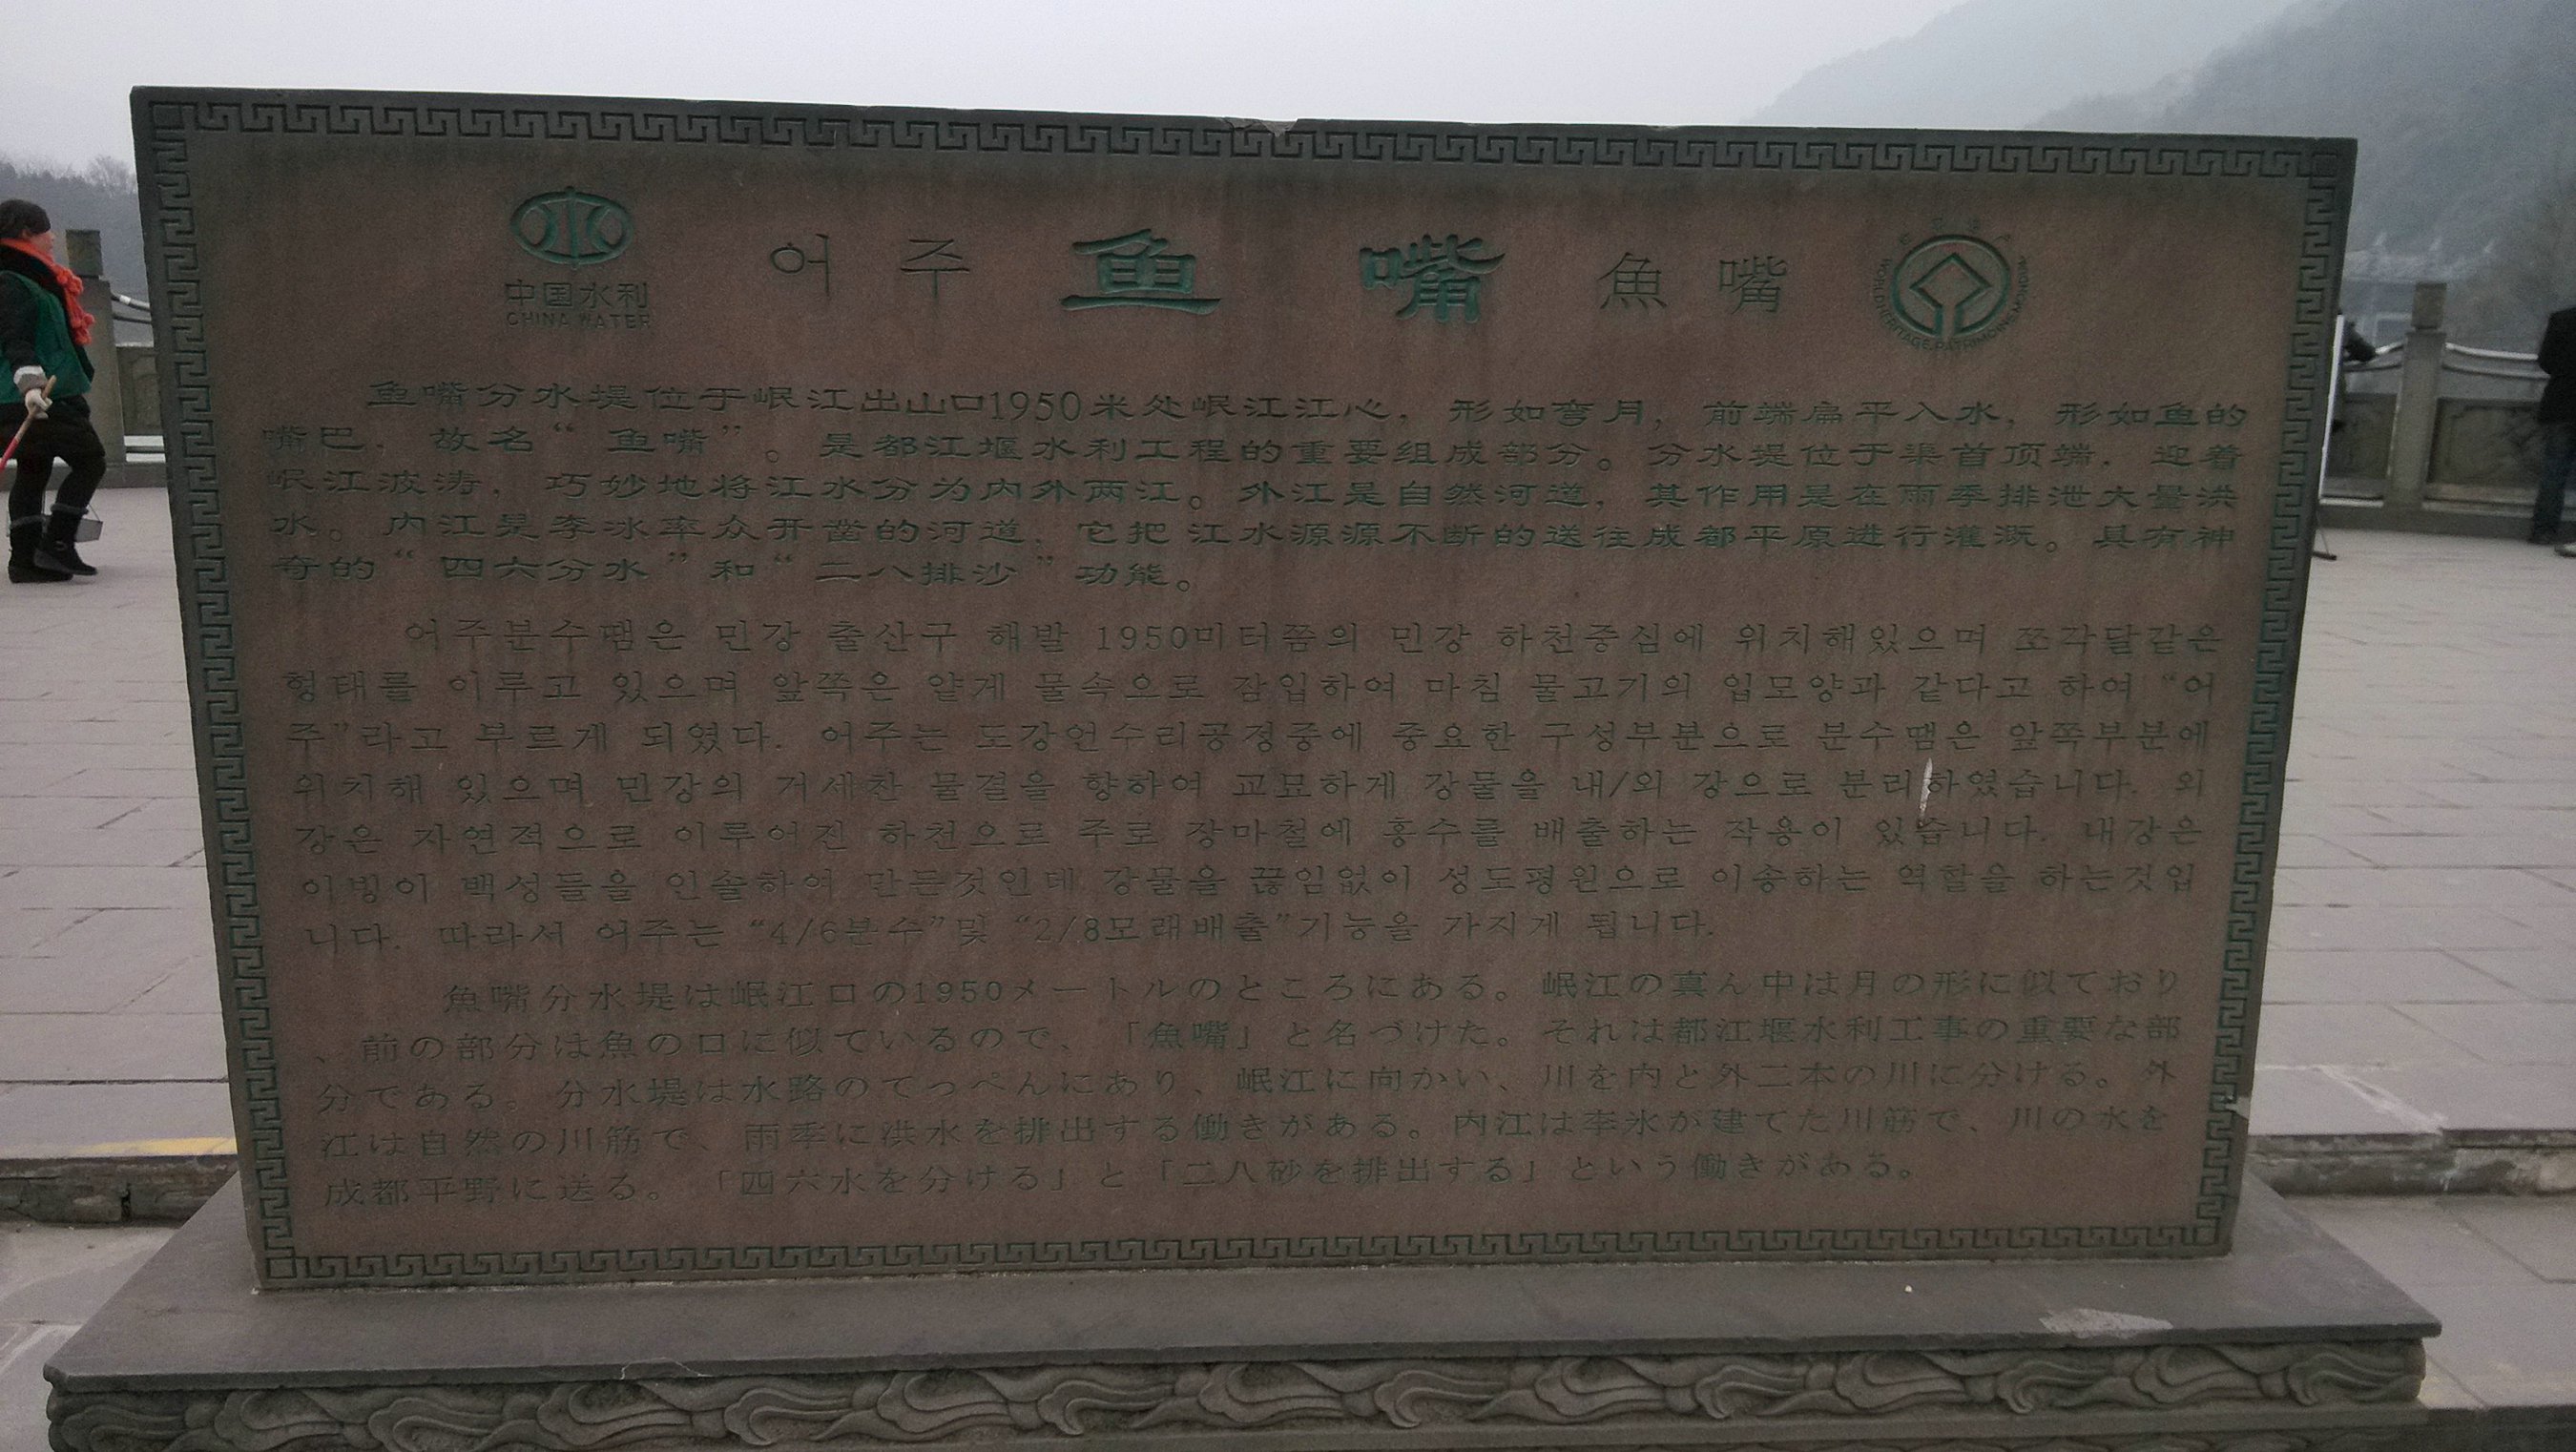 中国水利
CHINA WATER
어 주 鱼 嘴 魚 嘴
WORLD HERITAGE PATRIMOINE MONDIAL
鱼嘴分水堤位于岷江出山口1950米处岷江江心，形如弯月，前端扁平入水，形如鱼的
嘴巴，故名“鱼嘴”。是都江堰水利工程的重要组成部分。分水堤位于渠首顶端，迎着
岷江波涛，巧妙地将江水分为内外两江。外江是自然河道，其作用是在雨季排泄大量洪
水。内江是李冰率众开凿的河道，它把江水源源不断的送往成都平原进行灌溉。具有神
奇的“四六分水”和“二八排沙”功能。
어주분수땜은 민강 출산구 해발 1950미터쯤의 민강 하천중심에 위치해있으며 쪼각달같은
형태를 이루고 있으며 앞쪽은 얕게 물속으로 잠입하여 마침 물고기의 입모양과 같다고 하여 “어
주”라고 부르게 되였다. 어주는 도강언수리공정중에 중요한 구성부분으로 분수땜은 앞쪽부분에
위치해 있으며 민강의 거세찬 물결을 향하여 교묘하게 강물을 내/외 강으로 분리하였습니다. 외
강은 자연적으로 이루어진 하천으로 주로 장마철에 홍수를 배출하는 작용이 있습니다. 내강은
이빙이 백성들을 인솔하여 만든것인데 강물을 끊임없이 성도평원으로 이송하는 역할을 하는것입
니다. 따라서 어주는 “4/6분수”및 “2/8모래배출”기능을 가지게 됩니다.
魚嘴分水堤は岷江口の1950メートルのところにある。岷江の真ん中は月の形に似ており
、前の部分は魚の口に似ているので、「魚嘴」と名づけた。それは都江堰水利工事の重要な部
分である。分水堤は水路のてっぺんにあり、岷江に向かい、川を内と外二本の川に分ける。外
江は自然の川筋で、雨季に洪水を排出する働きがある。内江は李氷が建てた川筋で、川の水を
成都平野に送る。「四六水を分ける」と「二八砂を排出する」という働きがある。